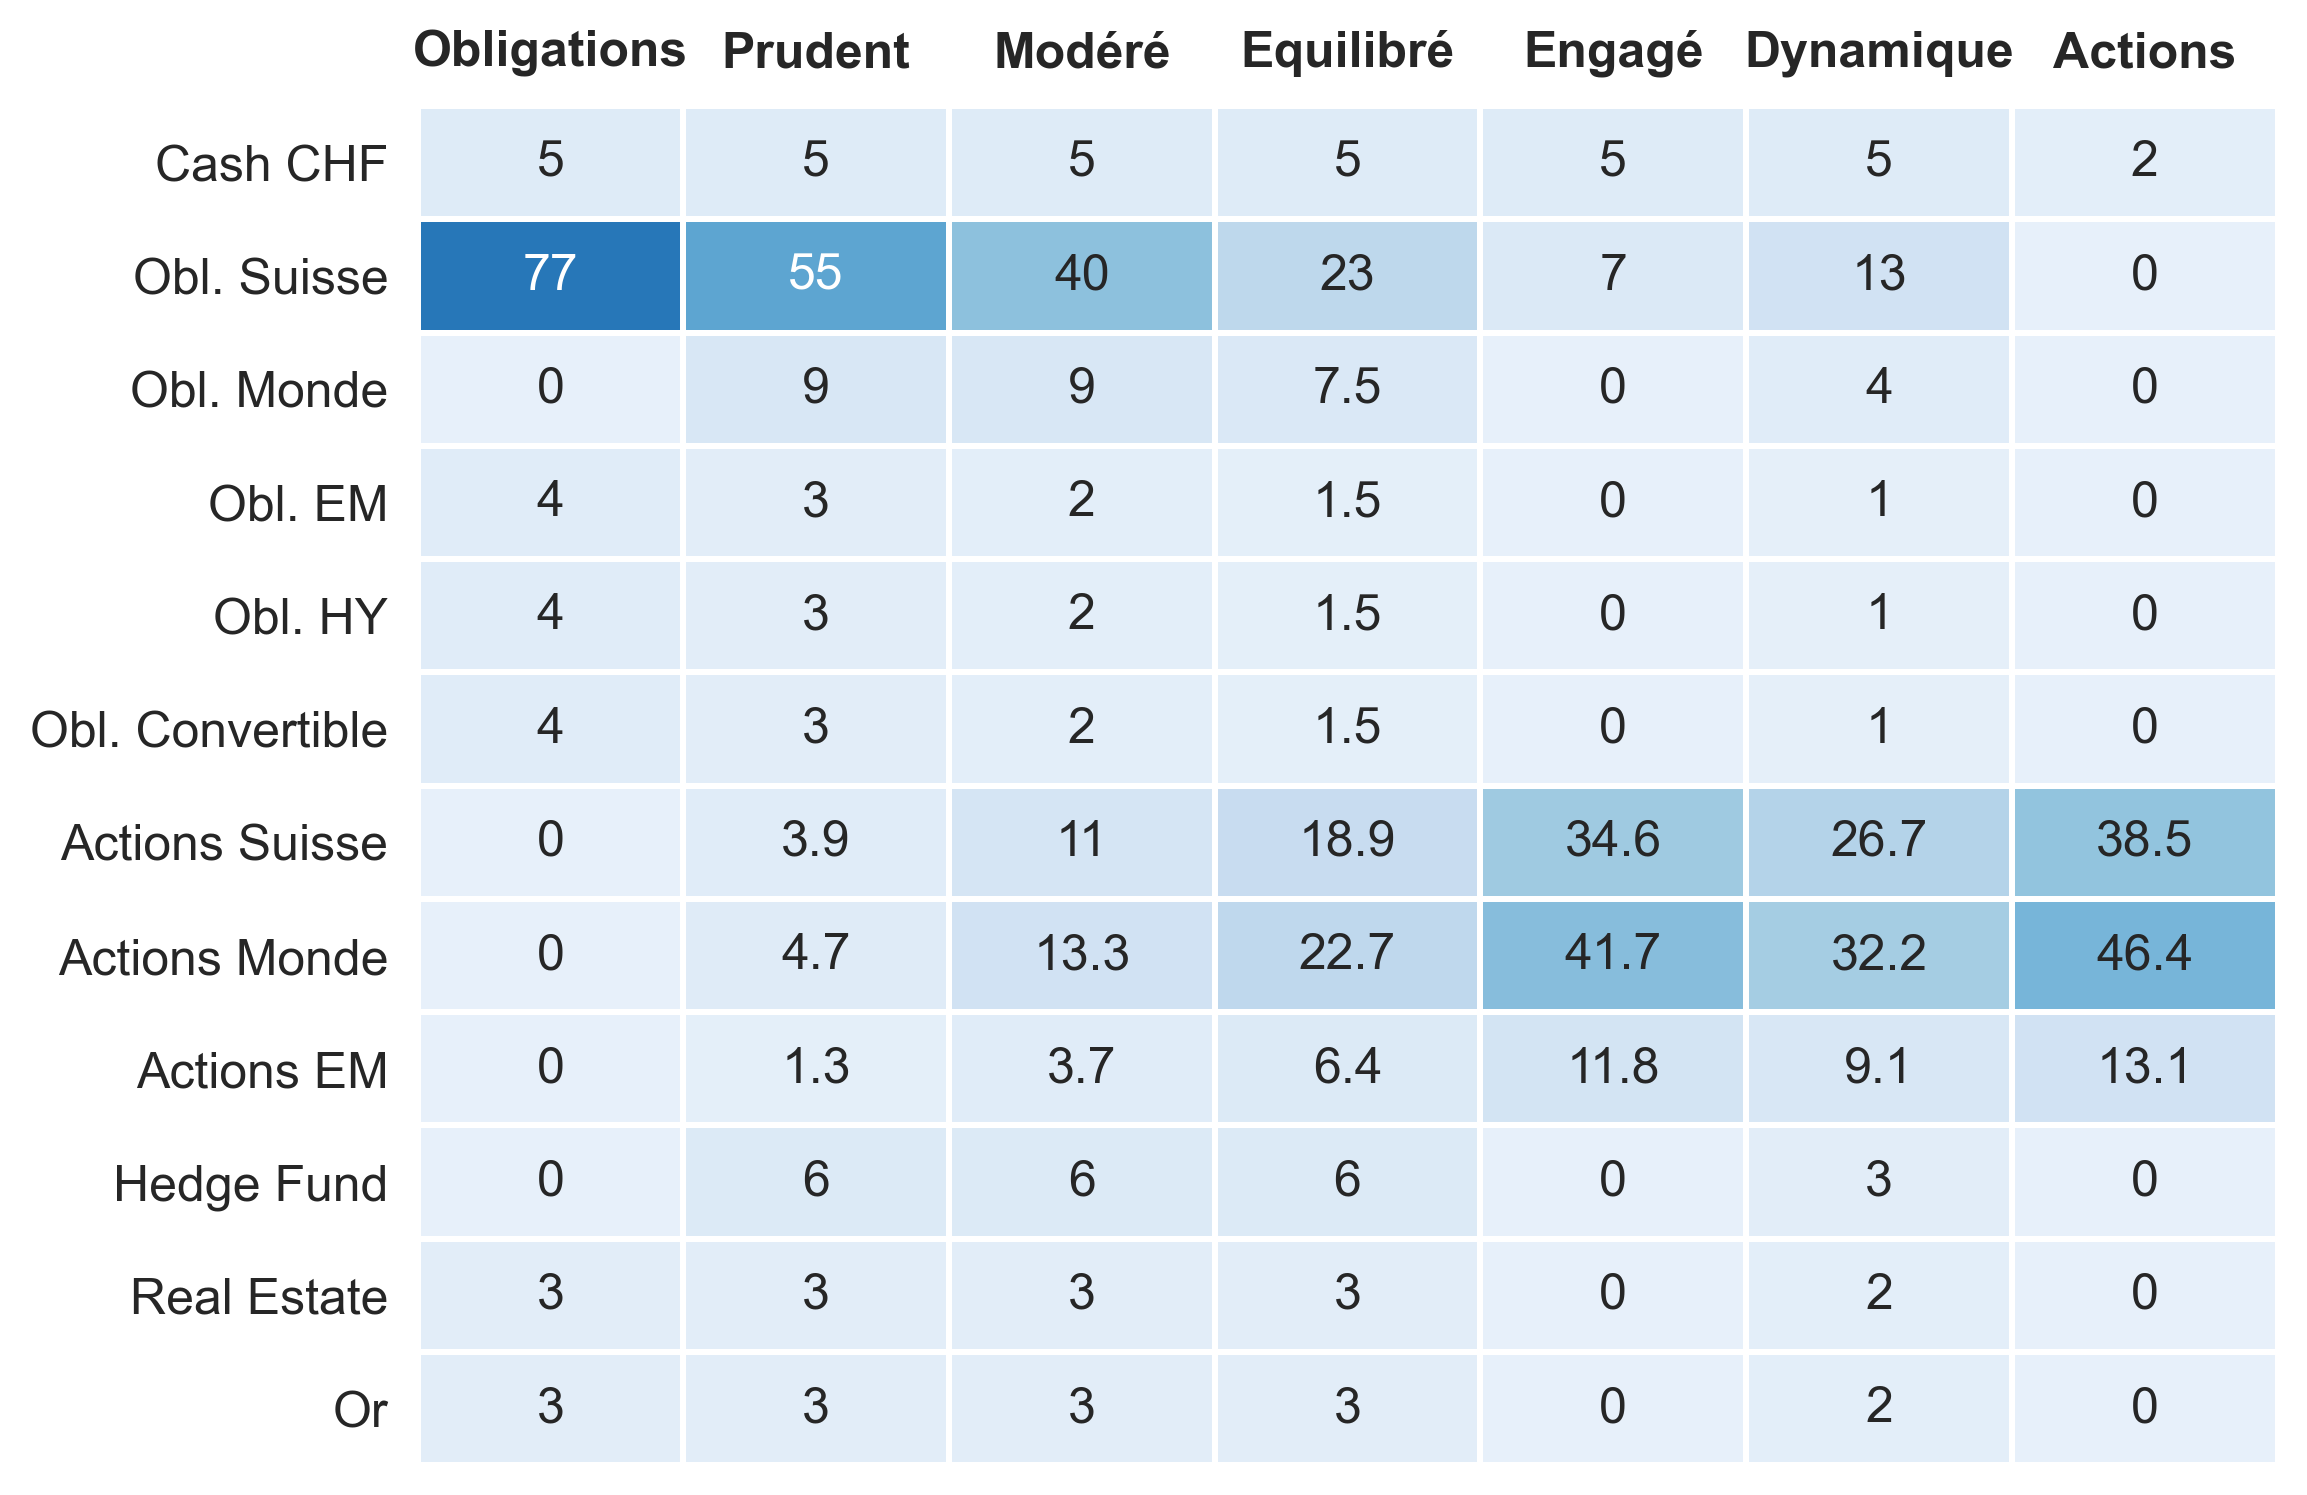 Obligations Prudent Modéré Equilibré Engagé Dynamique Actions
Cash CHF 5 5 5 5 5 5 2
Obl. Suisse 77 55 40 23 7 13 0
Obl. Monde 0 9 9 7.5 0 4 0
Obl. EM 4 3 2 1.5 0 1 0
Obl. HY 4 3 2 1.5 0 1 0
Obl. Convertible 4 3 2 1.5 0 1 0
Actions Suisse 0 3.9 11 18.9 34.6 26.7 38.5
Actions Monde 0 4.7 13.3 22.7 41.7 32.2 46.4
Actions EM 0 1.3 3.7 6.4 11.8 9.1 13.1
Hedge Fund 0 6 6 6 0 3 0
Real Estate 3 3 3 3 0 2 0
Or 3 3 3 3 0 2 0